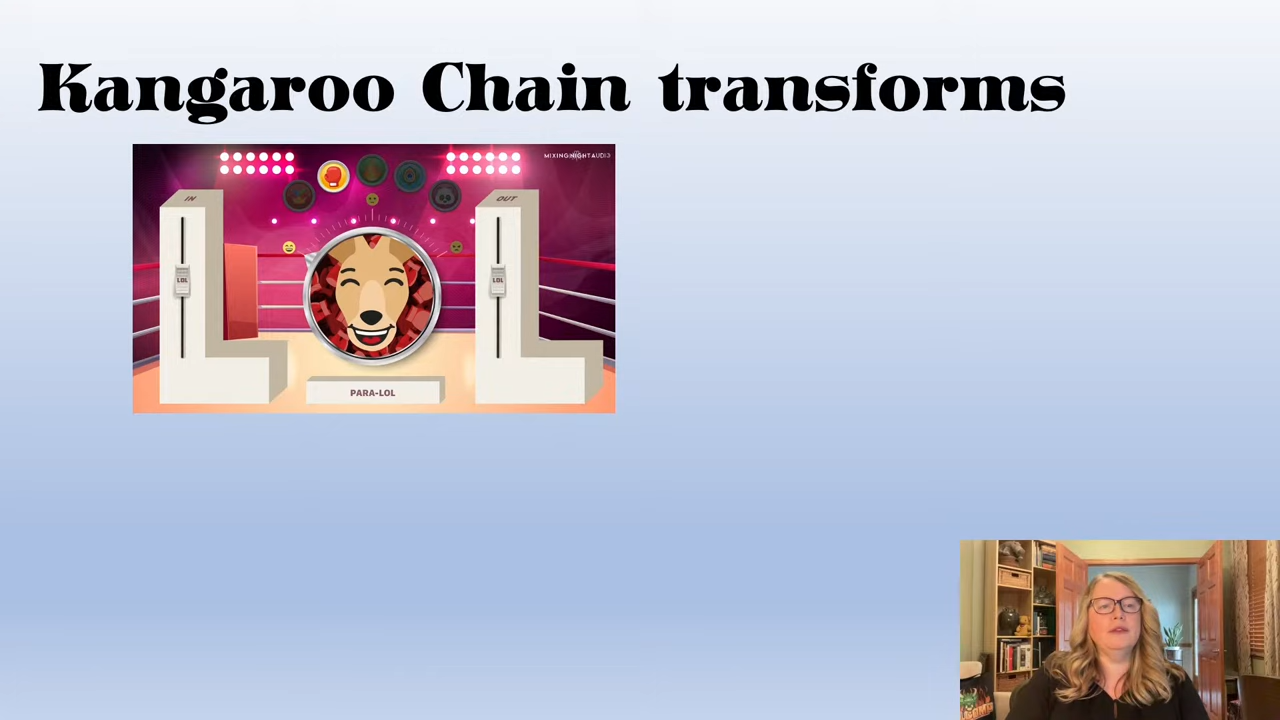 Kangaroo Chain transforms
MIXING NIGHT AUDIO
IN
OUT
LOL
LOL
PARA-LOL